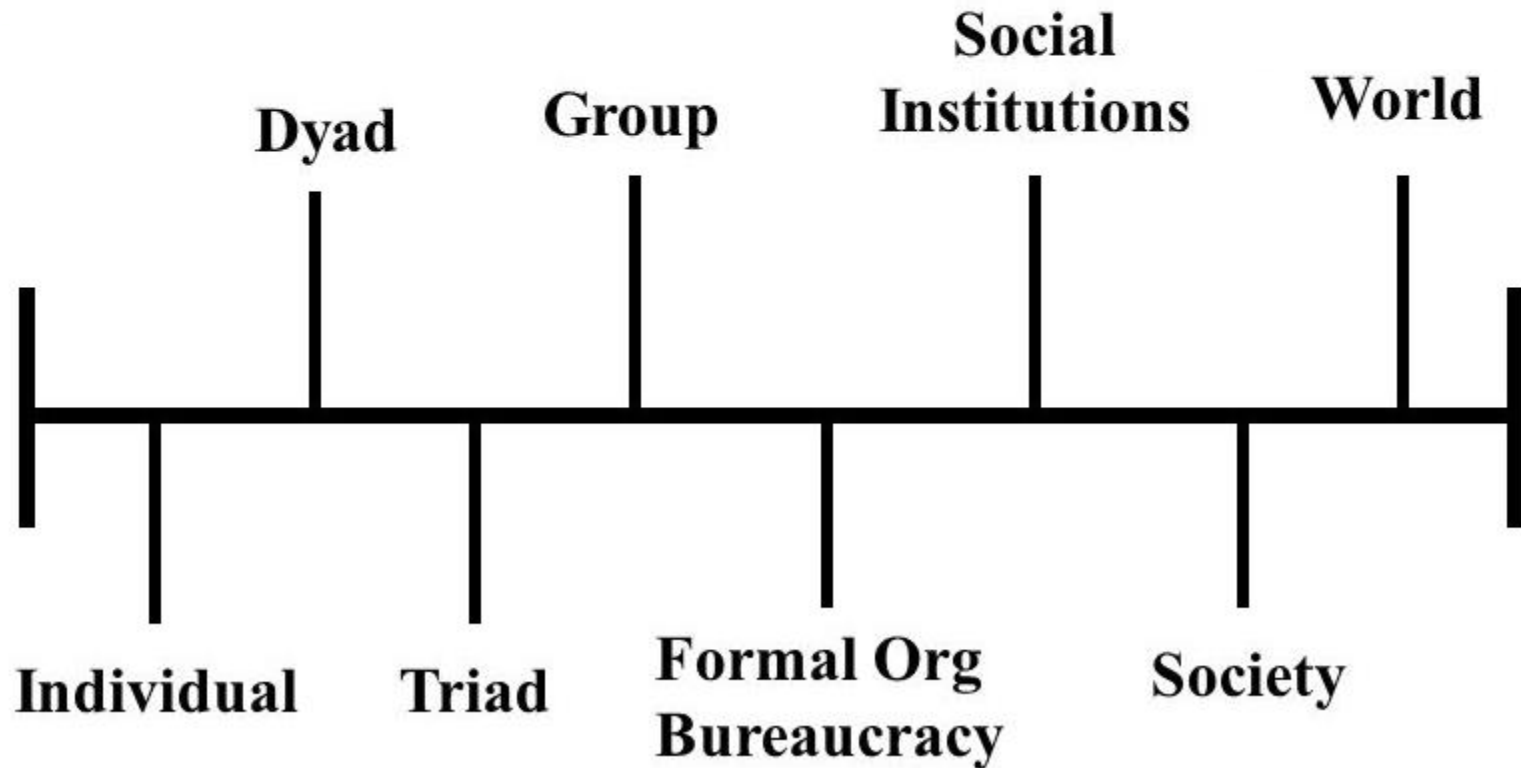 Social
Institutions
World
Group
Dyad
Individual
Triad
Formal Org
Bureaucracy
Society